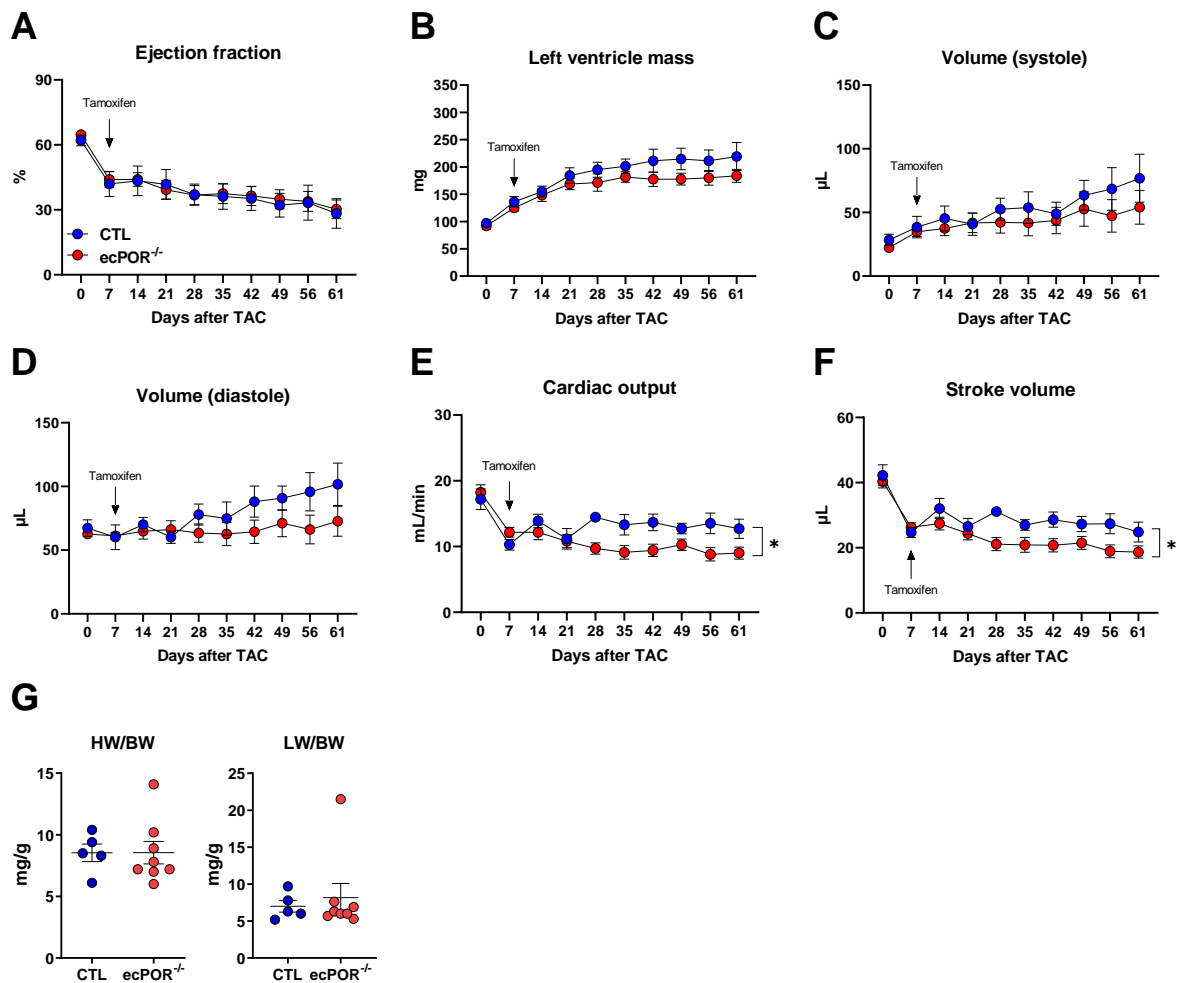 A
Ejection fraction
90
60
30
0
%
Tamoxifen
CTL
ecPOR-/-
0 7 14 21 28 35 42 49 56 61
Days after TAC
B
Left ventricle mass
350
300
250
200
150
100
50
0
mg
Tamoxifen
0 7 14 21 28 35 42 49 56 61
Days after TAC
C
Volume (systole)
150
100
50
0
µL
Tamoxifen
0 7 14 21 28 35 42 49 56 61
Days after TAC
D
Volume (diastole)
150
100
50
0
µL
Tamoxifen
0 7 14 21 28 35 42 49 56 61
Days after TAC
E
Cardiac output
30
20
10
0
mL/min
Tamoxifen
*
0 7 14 21 28 35 42 49 56 61
Days after TAC
F
Stroke volume
60
40
20
0
µL
Tamoxifen
*
0 7 14 21 28 35 42 49 56 61
Days after TAC
G
HW/BW
15
10
5
0
mg/g
CTL ecPOR-/-
LW/BW
25
20
15
10
5
0
mg/g
CTL ecPOR-/-